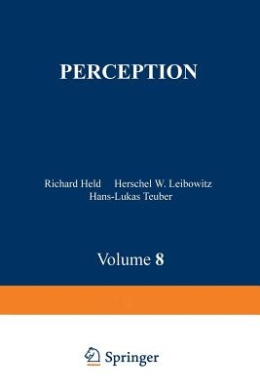 PERCEPTION
Richard Held Herschel W. Leibowitz
Hans-Lukas Teuber
Volume 8
Springer